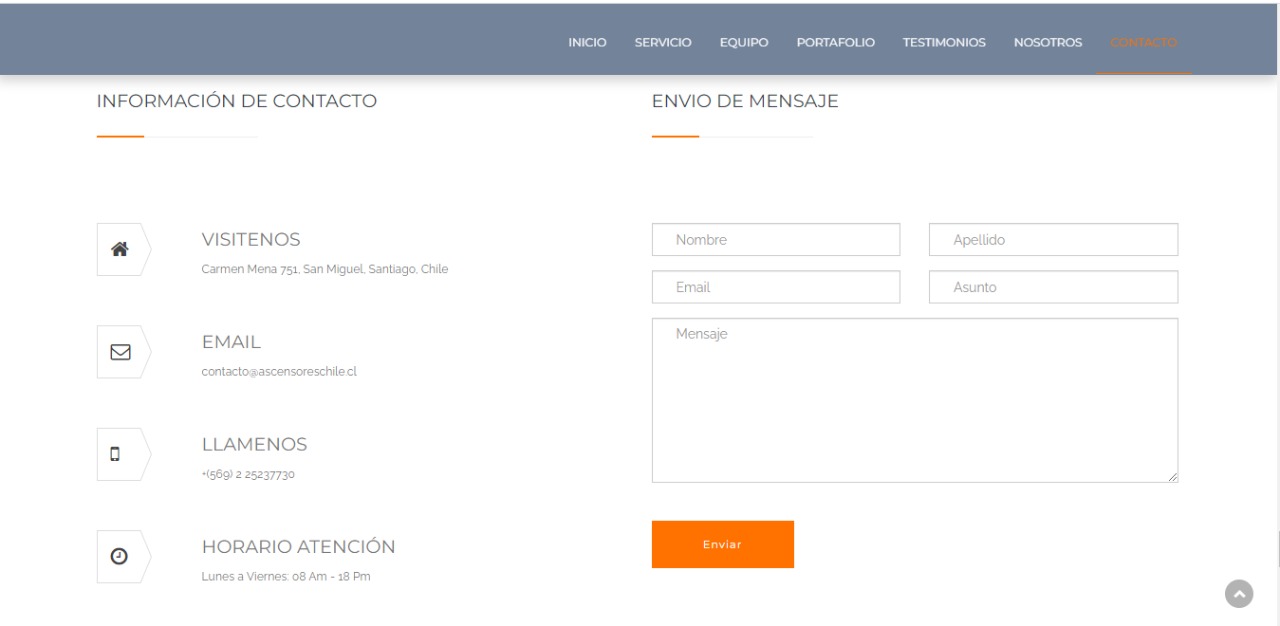 INICIO SERVICIO EQUIPO PORTAFOLIO TESTIMONIOS NOSOTROS CONTACTO
INFORMACIÓN DE CONTACTO
VISITENOS
Carmen Mena 751, San Miguel, Santiago, Chile
EMAIL
contacto@ascensoreschile.cl
LLAMENOS
+(569) 2 25237730
HORARIO ATENCIÓN
Lunes a Viernes: 08 Am - 18 Pm
ENVIO DE MENSAJE
Nombre
Apellido
Email
Asunto
Mensaje
Enviar